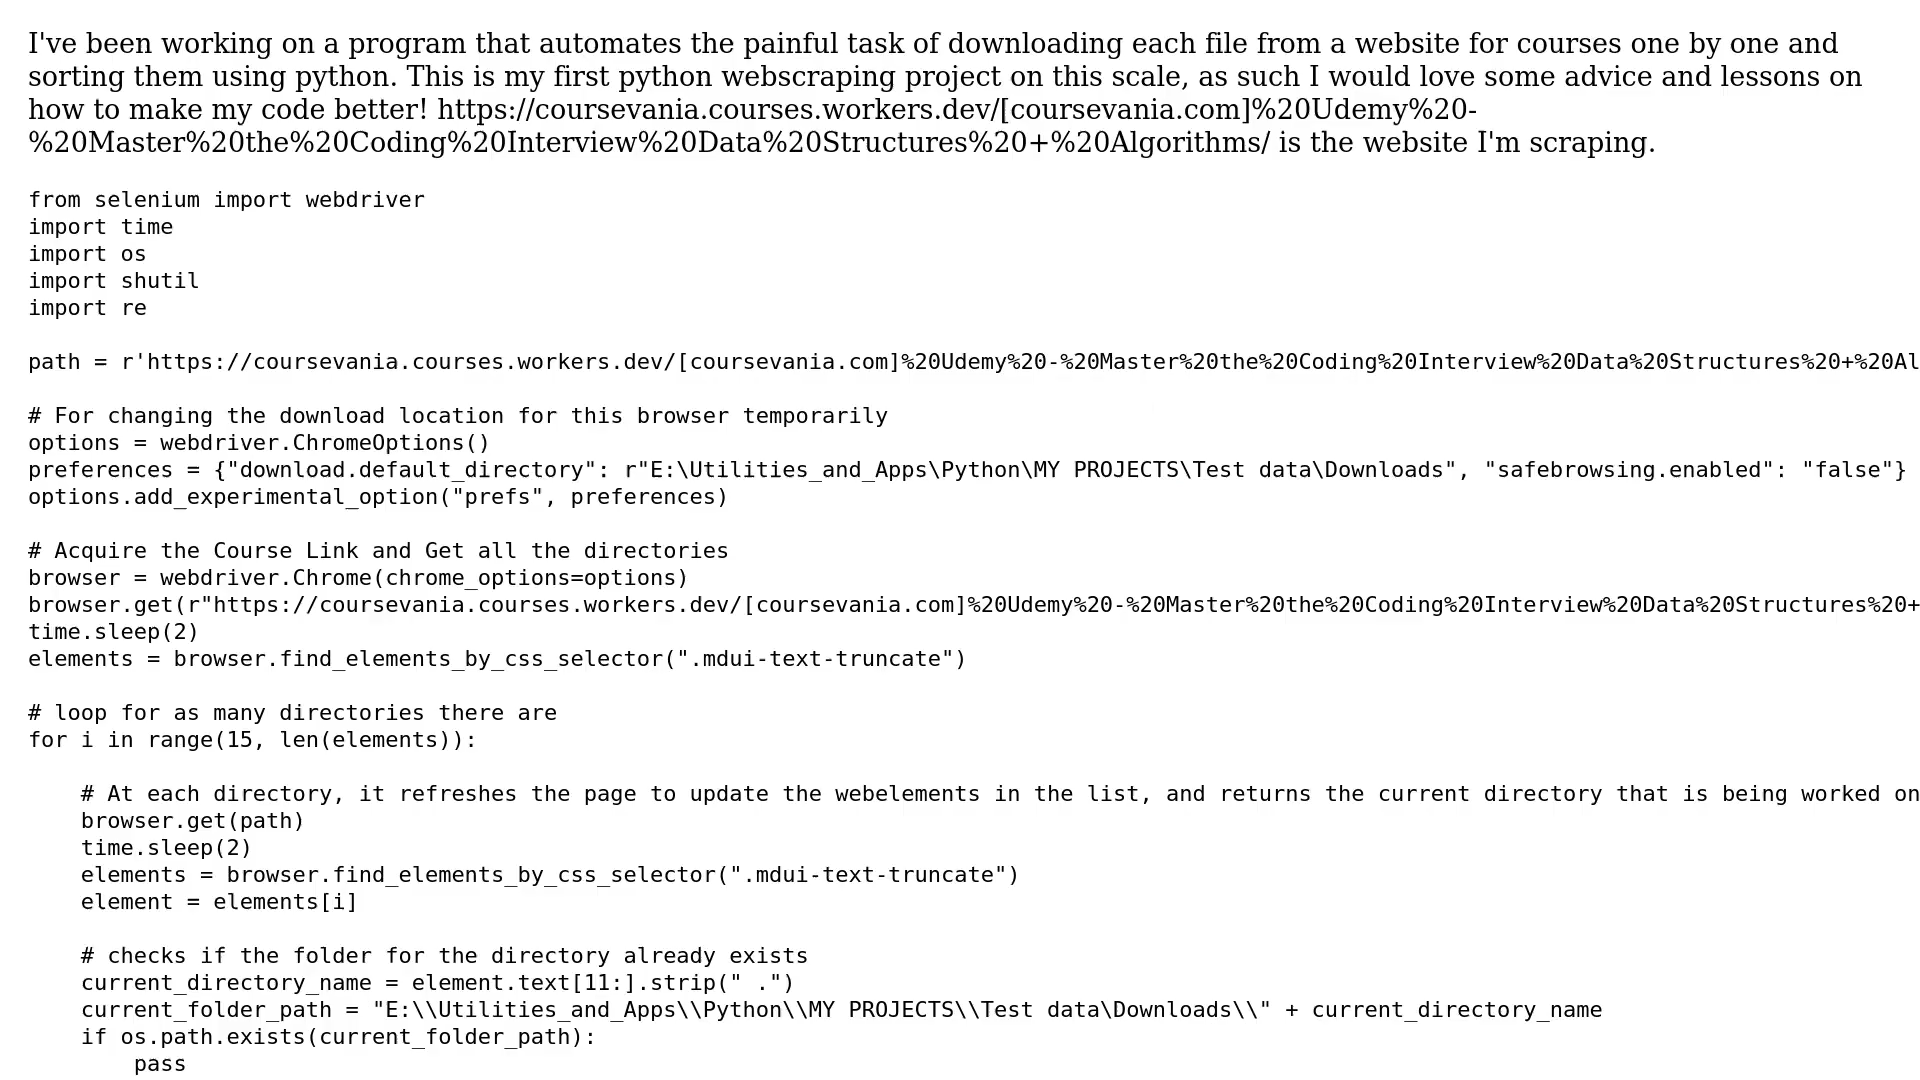 I've been working on a program that automates the painful task of downloading each file from a website for courses one by one and
sorting them using python. This is my first python webscraping project on this scale, as such I would love some advice and lessons on
how to make my code better! https://coursevania.courses.workers.dev/[coursevania.com]%20Udemy%20-
%20Master%20the%20Coding%20Interview%20Data%20Structures%20+%20Algorithms/ is the website I'm scraping.
from selenium import webdriver
import time
import os
import shutil
import re
path = r'https://coursevania.courses.workers.dev/[coursevania.com]%20Udemy%20-%20Master%20the%20Coding%20Interview%20Data%20Structures%20+%20Al
# For changing the download location for this browser temporarily
options = webdriver.ChromeOptions()
preferences = {"download.default_directory": r"E:\Utilities_and_Apps\Python\MY PROJECTS\Test data\Downloads", "safebrowsing.enabled": "false"}
options.add_experimental_option("prefs", preferences)
# Acquire the Course Link and Get all the directories
browser = webdriver.Chrome(chrome_options=options)
browser.get(r"https://coursevania.courses.workers.dev/[coursevania.com]%20Udemy%20-%20Master%20the%20Coding%20Interview%20Data%20Structures%20+
time.sleep(2)
elements = browser.find_elements_by_css_selector(".mdui-text-truncate")
# loop for as many directories there are
for i in range(15, len(elements)):
    # At each directory, it refreshes the page to update the webelements in the list, and returns the current directory that is being worked on
    browser.get(path)
    time.sleep(2)
    elements = browser.find_elements_by_css_selector(".mdui-text-truncate")
    element = elements[i]
    # checks if the folder for the directory already exists
    current_directory_name = element.text[11:].strip(" .")
    current_folder_path = "E:\\Utilities_and_Apps\\Python\\MY PROJECTS\\Test data\Downloads\\" + current_directory_name
    if os.path.exists(current_folder_path):
        pass